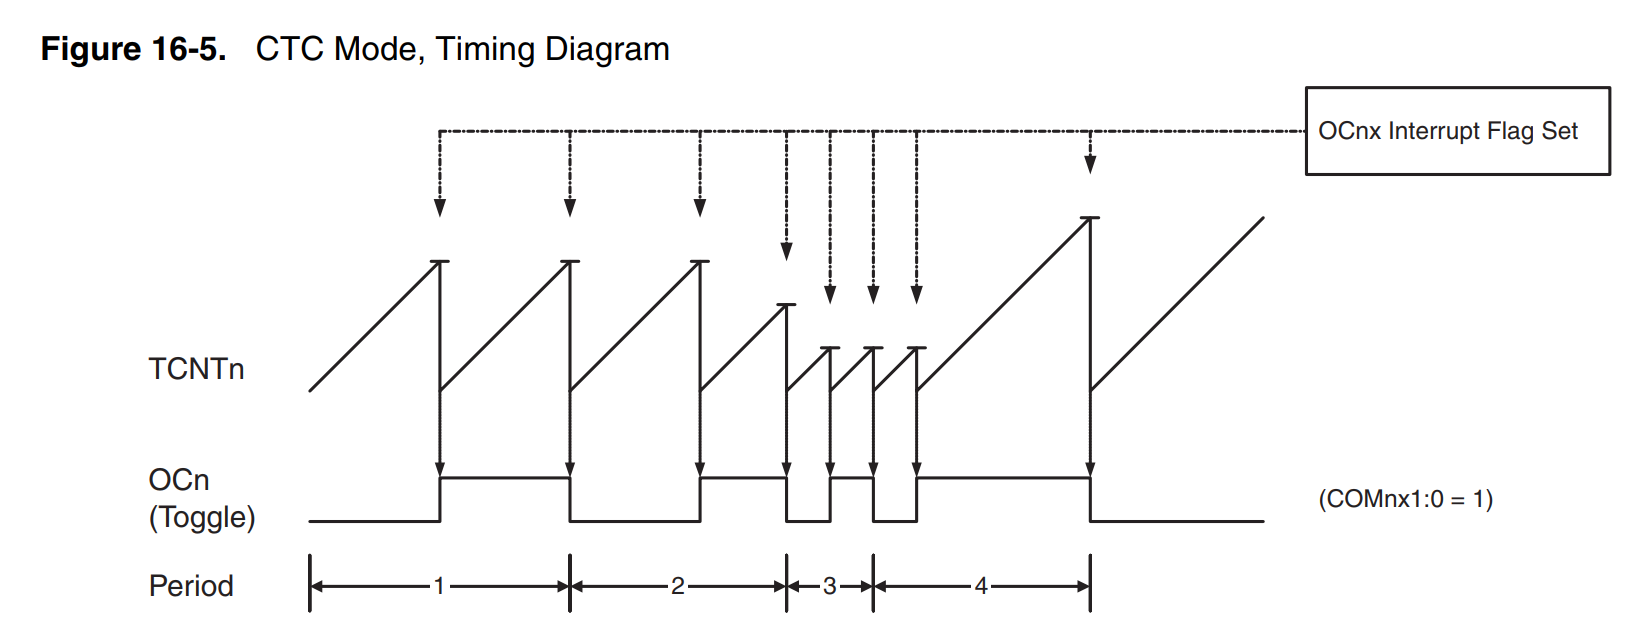 Figure 16-5. CTC Mode, Timing Diagram
OCnx Interrupt Flag Set
TCNTn
OCn
(Toggle)
(COMnx1:0 = 1)
Period
1
2
3
4